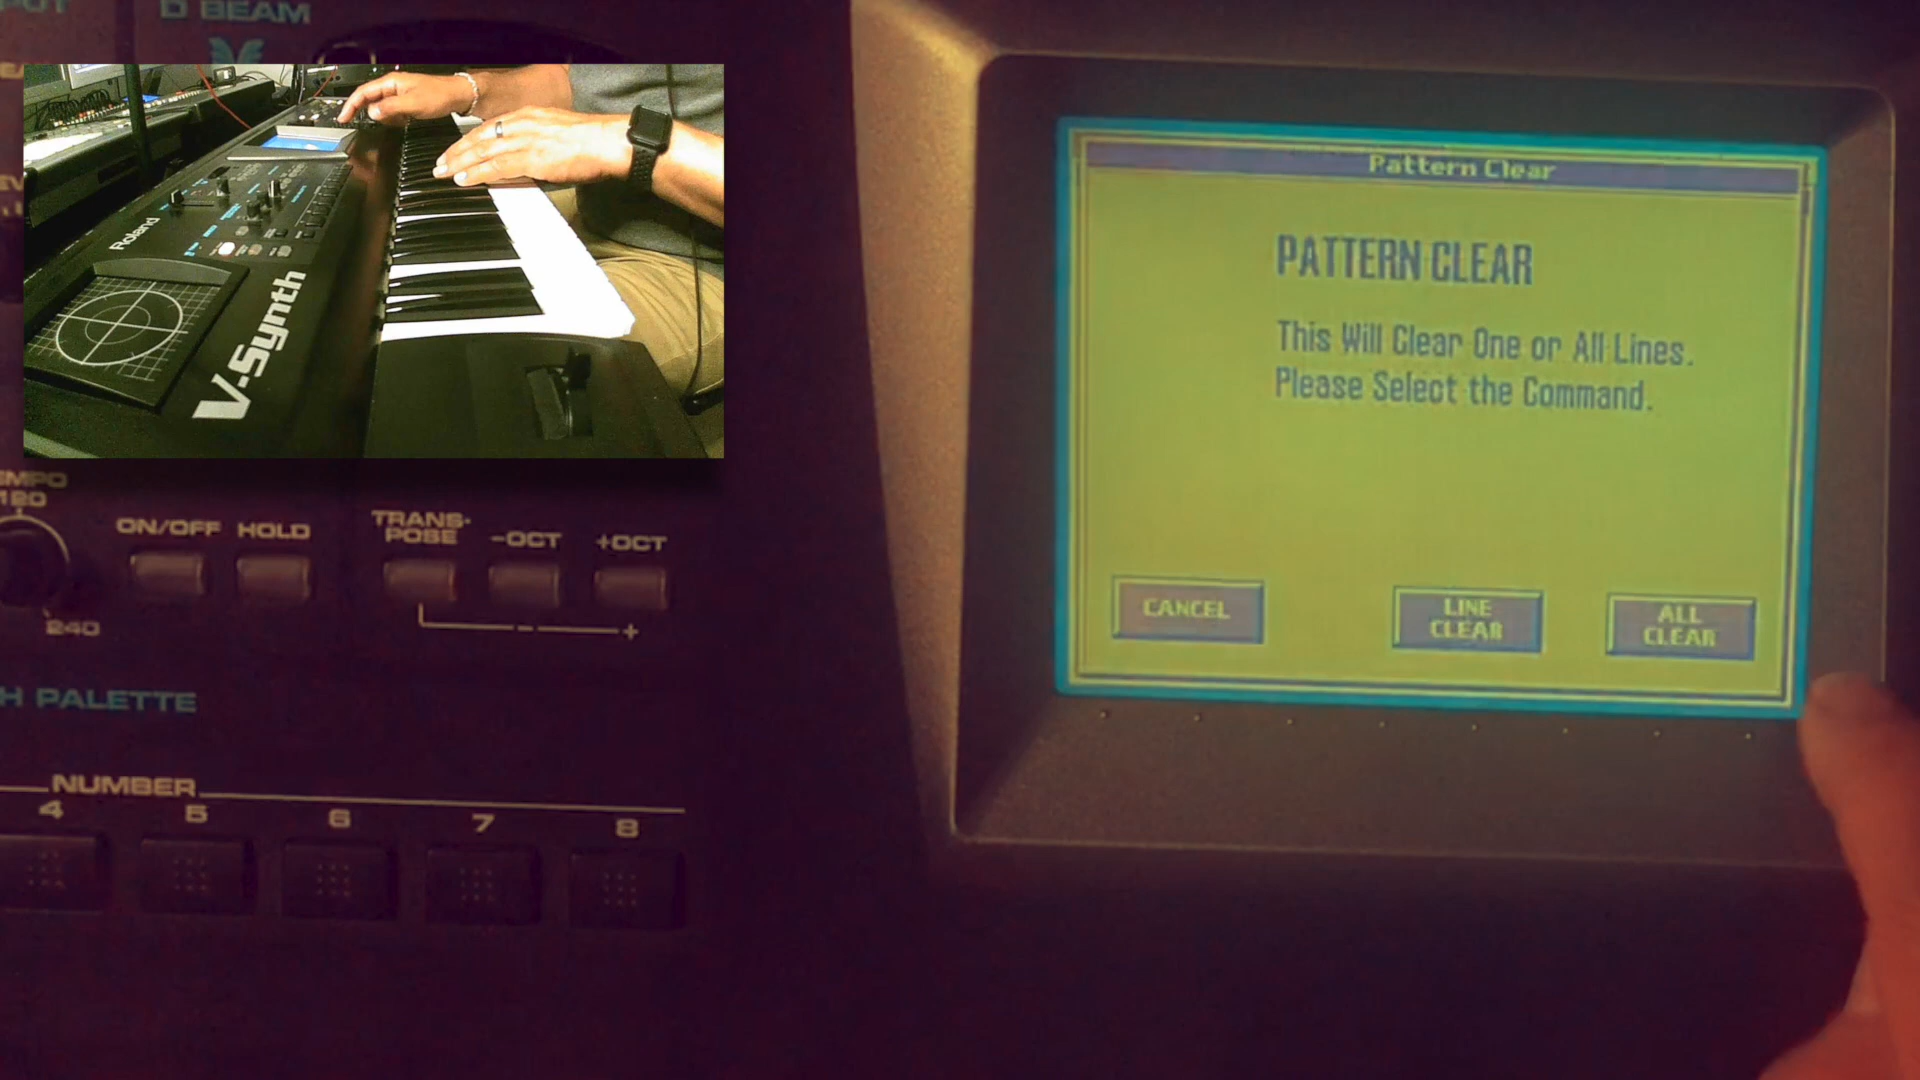 D BEAM
Roland
V-Synth
120
240
ON/OFF
HOLD
TRANS-
POSE
-OCT
+OCT
- +
H PALETTE
NUMBER
4 5 6 7 8
Pattern Clear
PATTERN CLEAR
This Will Clear One or All Lines.
Please Select the Command.
CANCEL
LINE
CLEAR
ALL
CLEAR